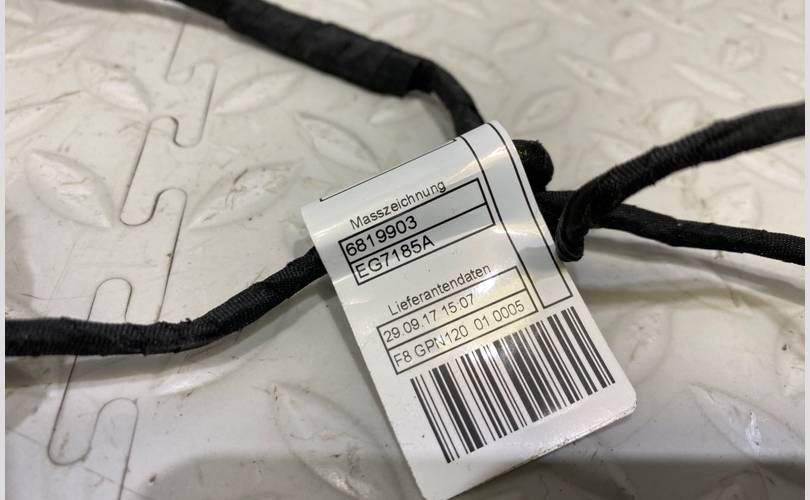 Masszeichnung
6819903
EG7185A
Lieferantendaten
29.09.17 15:07
F8 GPN120 01 0005